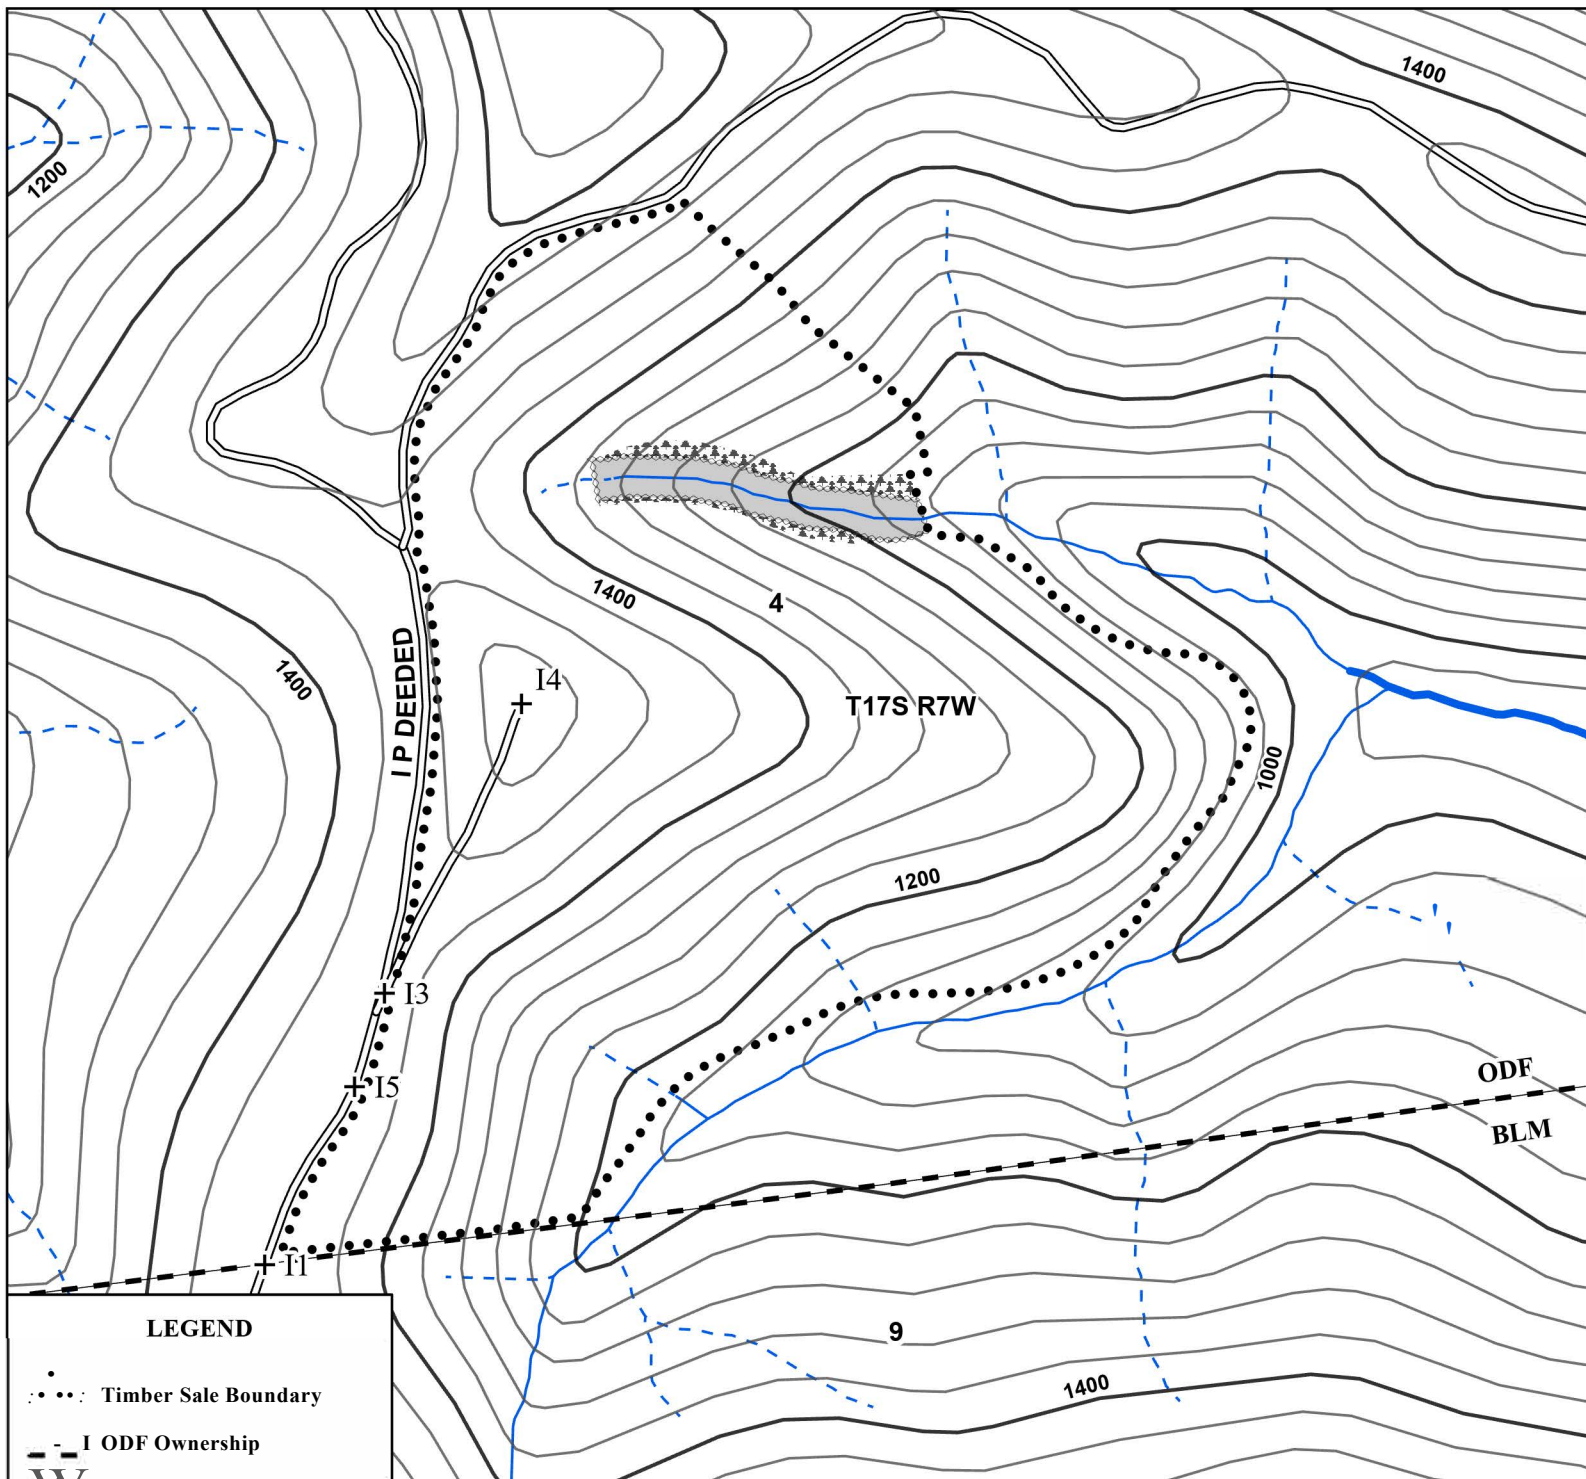 1400
1200
1400
4
I4
1400
I P DEEDED
T17S R7W
1000
1200
I3
ODF
I5
BLM
I1
LEGEND
9
1400
Timber Sale Boundary
I ODF Ownership